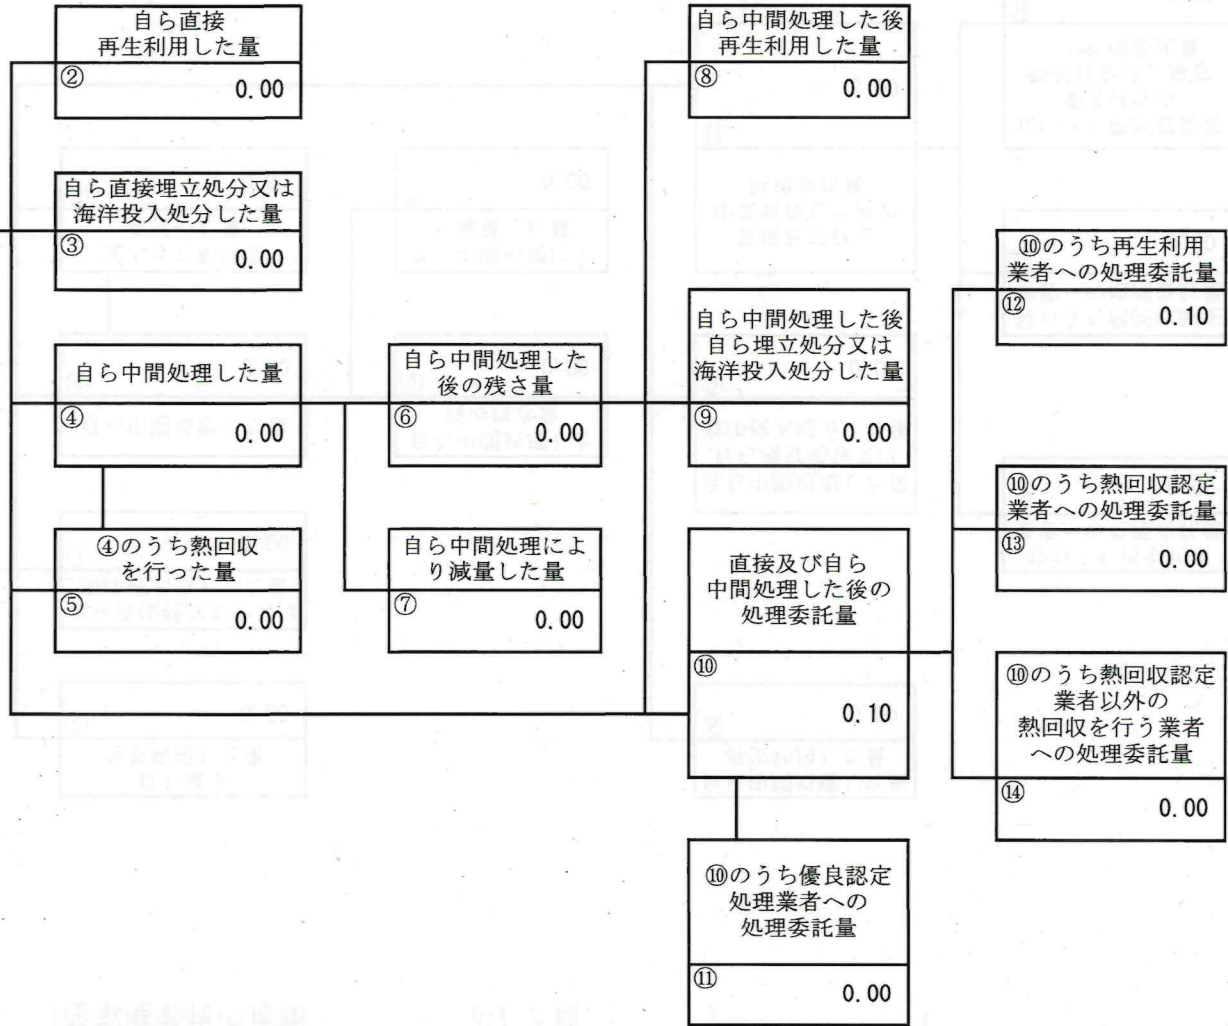 自ら直接
再生利用した量
②
0.00
自ら直接埋立処分又は
海洋投入処分した量
③
0.00
自ら中間処理した量
④
0.00
④のうち熱回収
を行った量
⑤
0.00
自ら中間処理した
後の残さ量
⑥
0.00
自ら中間処理によ
り減量した量
⑦
0.00
自ら中間処理した後
再生利用した量
⑧
0.00
自ら中間処理した後
自ら埋立処分又は
海洋投入処分した量
⑨
0.00
直接及び自ら
中間処理した後の
処理委託量
⑩
0.10
⑩のうち優良認定
処理業者への
処理委託量
⑪
0.00
⑩のうち再生利用
業者への処理委託量
⑫
0.10
⑩のうち熱回収認定
業者への処理委託量
⑬
0.00
⑩のうち熱回収認定
業者以外の
熱回収を行う業者
への処理委託量
⑭
0.00